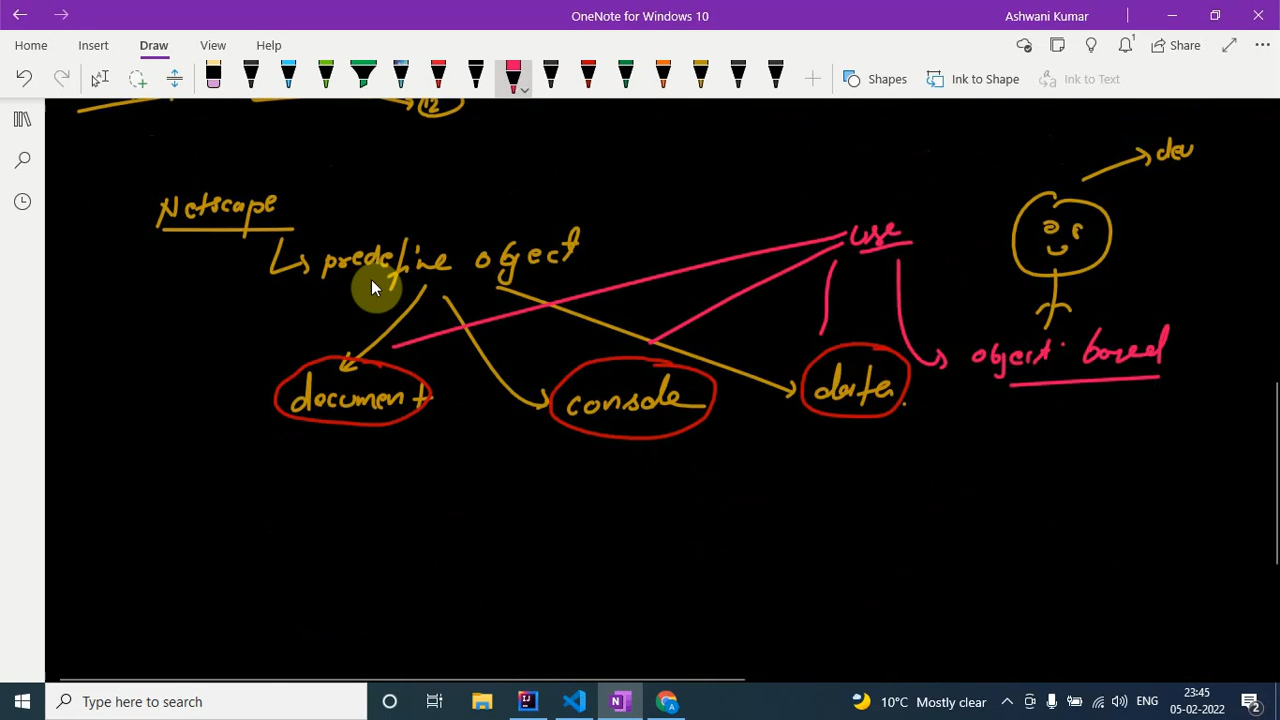 OneNote for Windows 10
Ashwani Kumar
Home
Insert
Draw
View
Help
Share
Shapes
Ink to Shape
Ink to Text
12
dev
Netscape
use
predefine object
object based
document
console
Type here to search
10°C Mostly clear
ENG
23:45
05-02-2022
2